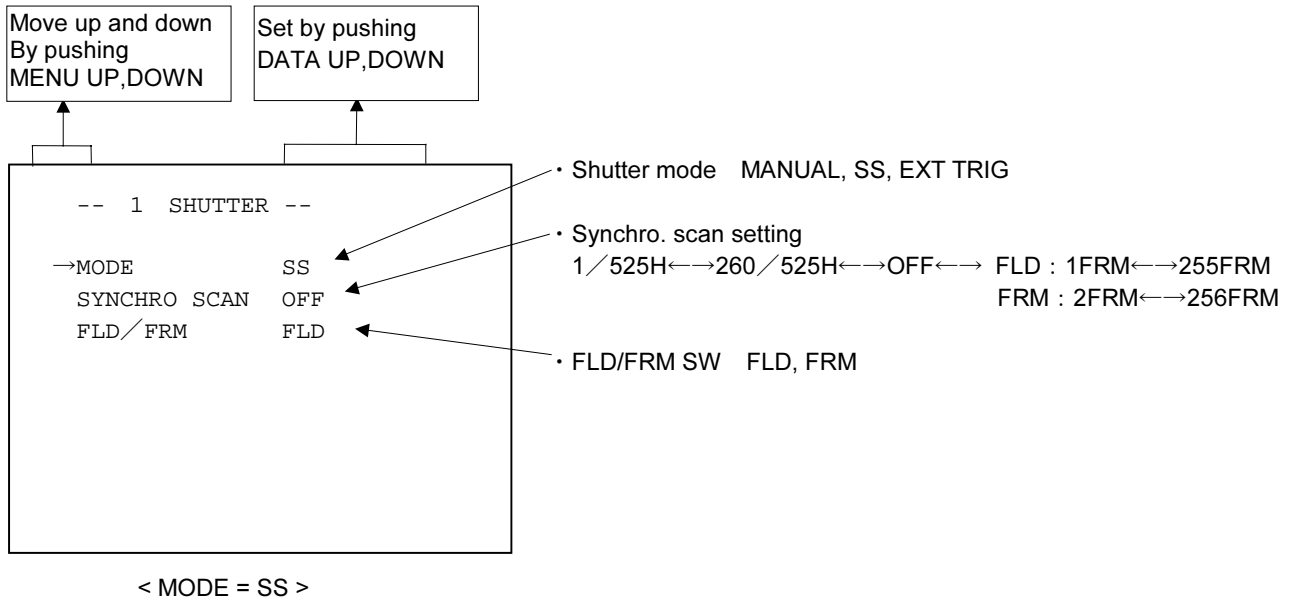 Move up and down
By pushing
MENU UP,DOWN
Set by pushing
DATA UP,DOWN
-- 1 SHUTTER --
→MODE SS
SYNCHRO SCAN OFF
FLD／FRM FLD
・Shutter mode MANUAL, SS, EXT TRIG
・Synchro. scan setting
1／525H←→260／525H←→OFF←→ FLD : 1FRM←→255FRM
FRM : 2FRM←→256FRM
・FLD/FRM SW FLD, FRM
< MODE = SS >